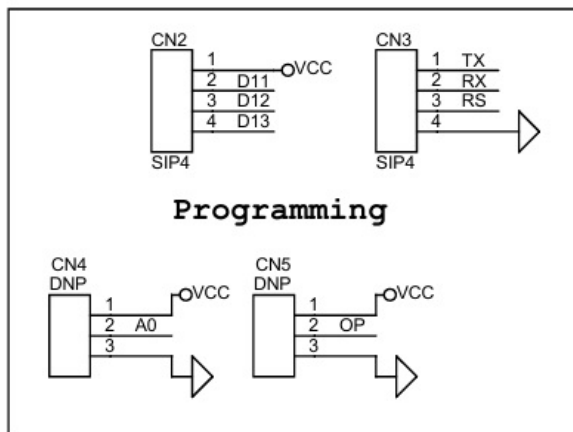 CN2
1
VCC
2 D11
3 D12
4 D13
SIP4
CN3
1 TX
2 RX
3 RS
4
SIP4
Programming
CN4
DNP
1
VCC
2 A0
3
CN5
DNP
1
VCC
2 OP
3